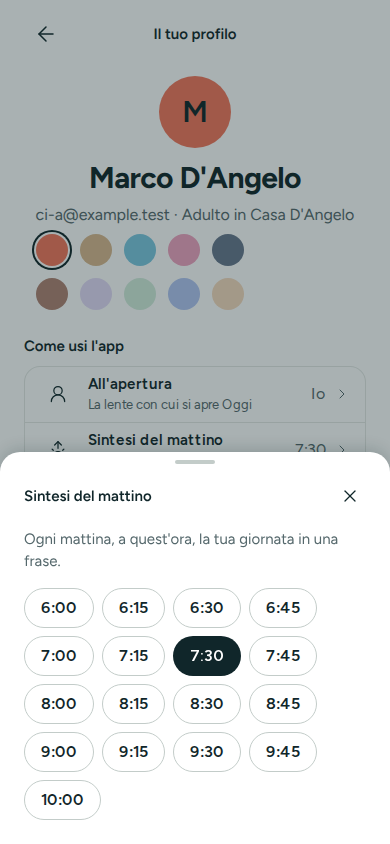 Il tuo profilo
M
Marco D'Angelo
ci-a@example.test · Adulto in Casa D'Angelo
Come usi l'app
All'apertura
Io
La lente con cui si apre Oggi
Sintesi del mattino
7:30
Sintesi del mattino
Ogni mattina, a quest'ora, la tua giornata in una
frase.
6:00 6:15 6:30 6:45
7:00 7:15 7:30 7:45
8:00 8:15 8:30 8:45
9:00 9:15 9:30 9:45
10:00